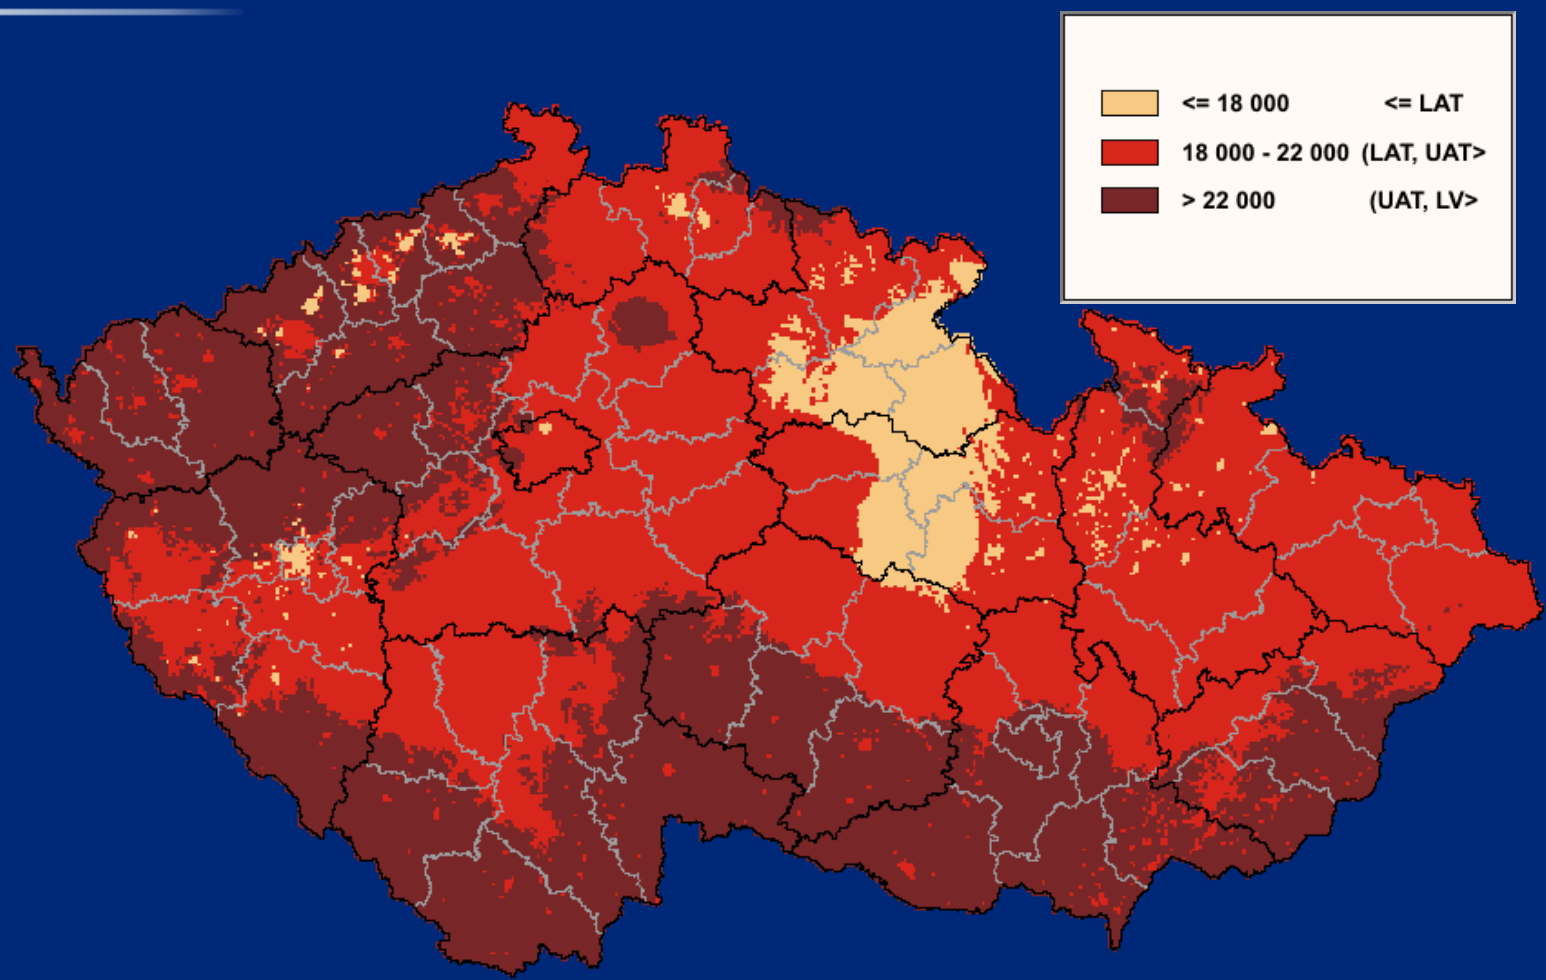 <= 18 000 <= LAT
18 000 - 22 000 (LAT, UAT>
> 22 000 (UAT, LV>